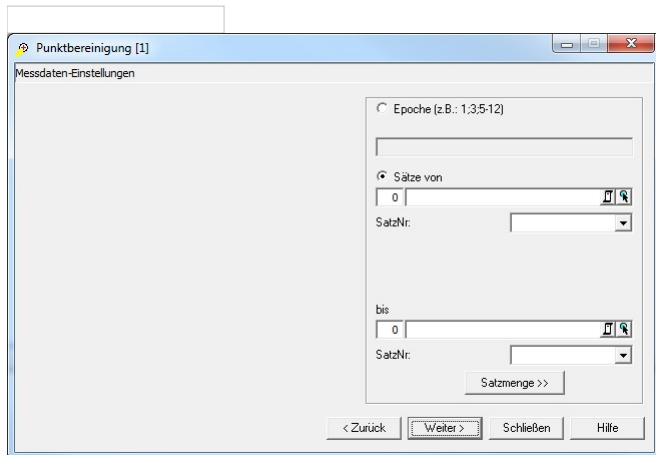 Punktbereinigung [1]
Messdaten-Einstellungen
Epoche (z.B.: 1;3;5-12)
Sätze von
0
SatzNr:
bis
0
SatzNr:
Satzmenge >>
< Zurück Weiter > Schließen Hilfe